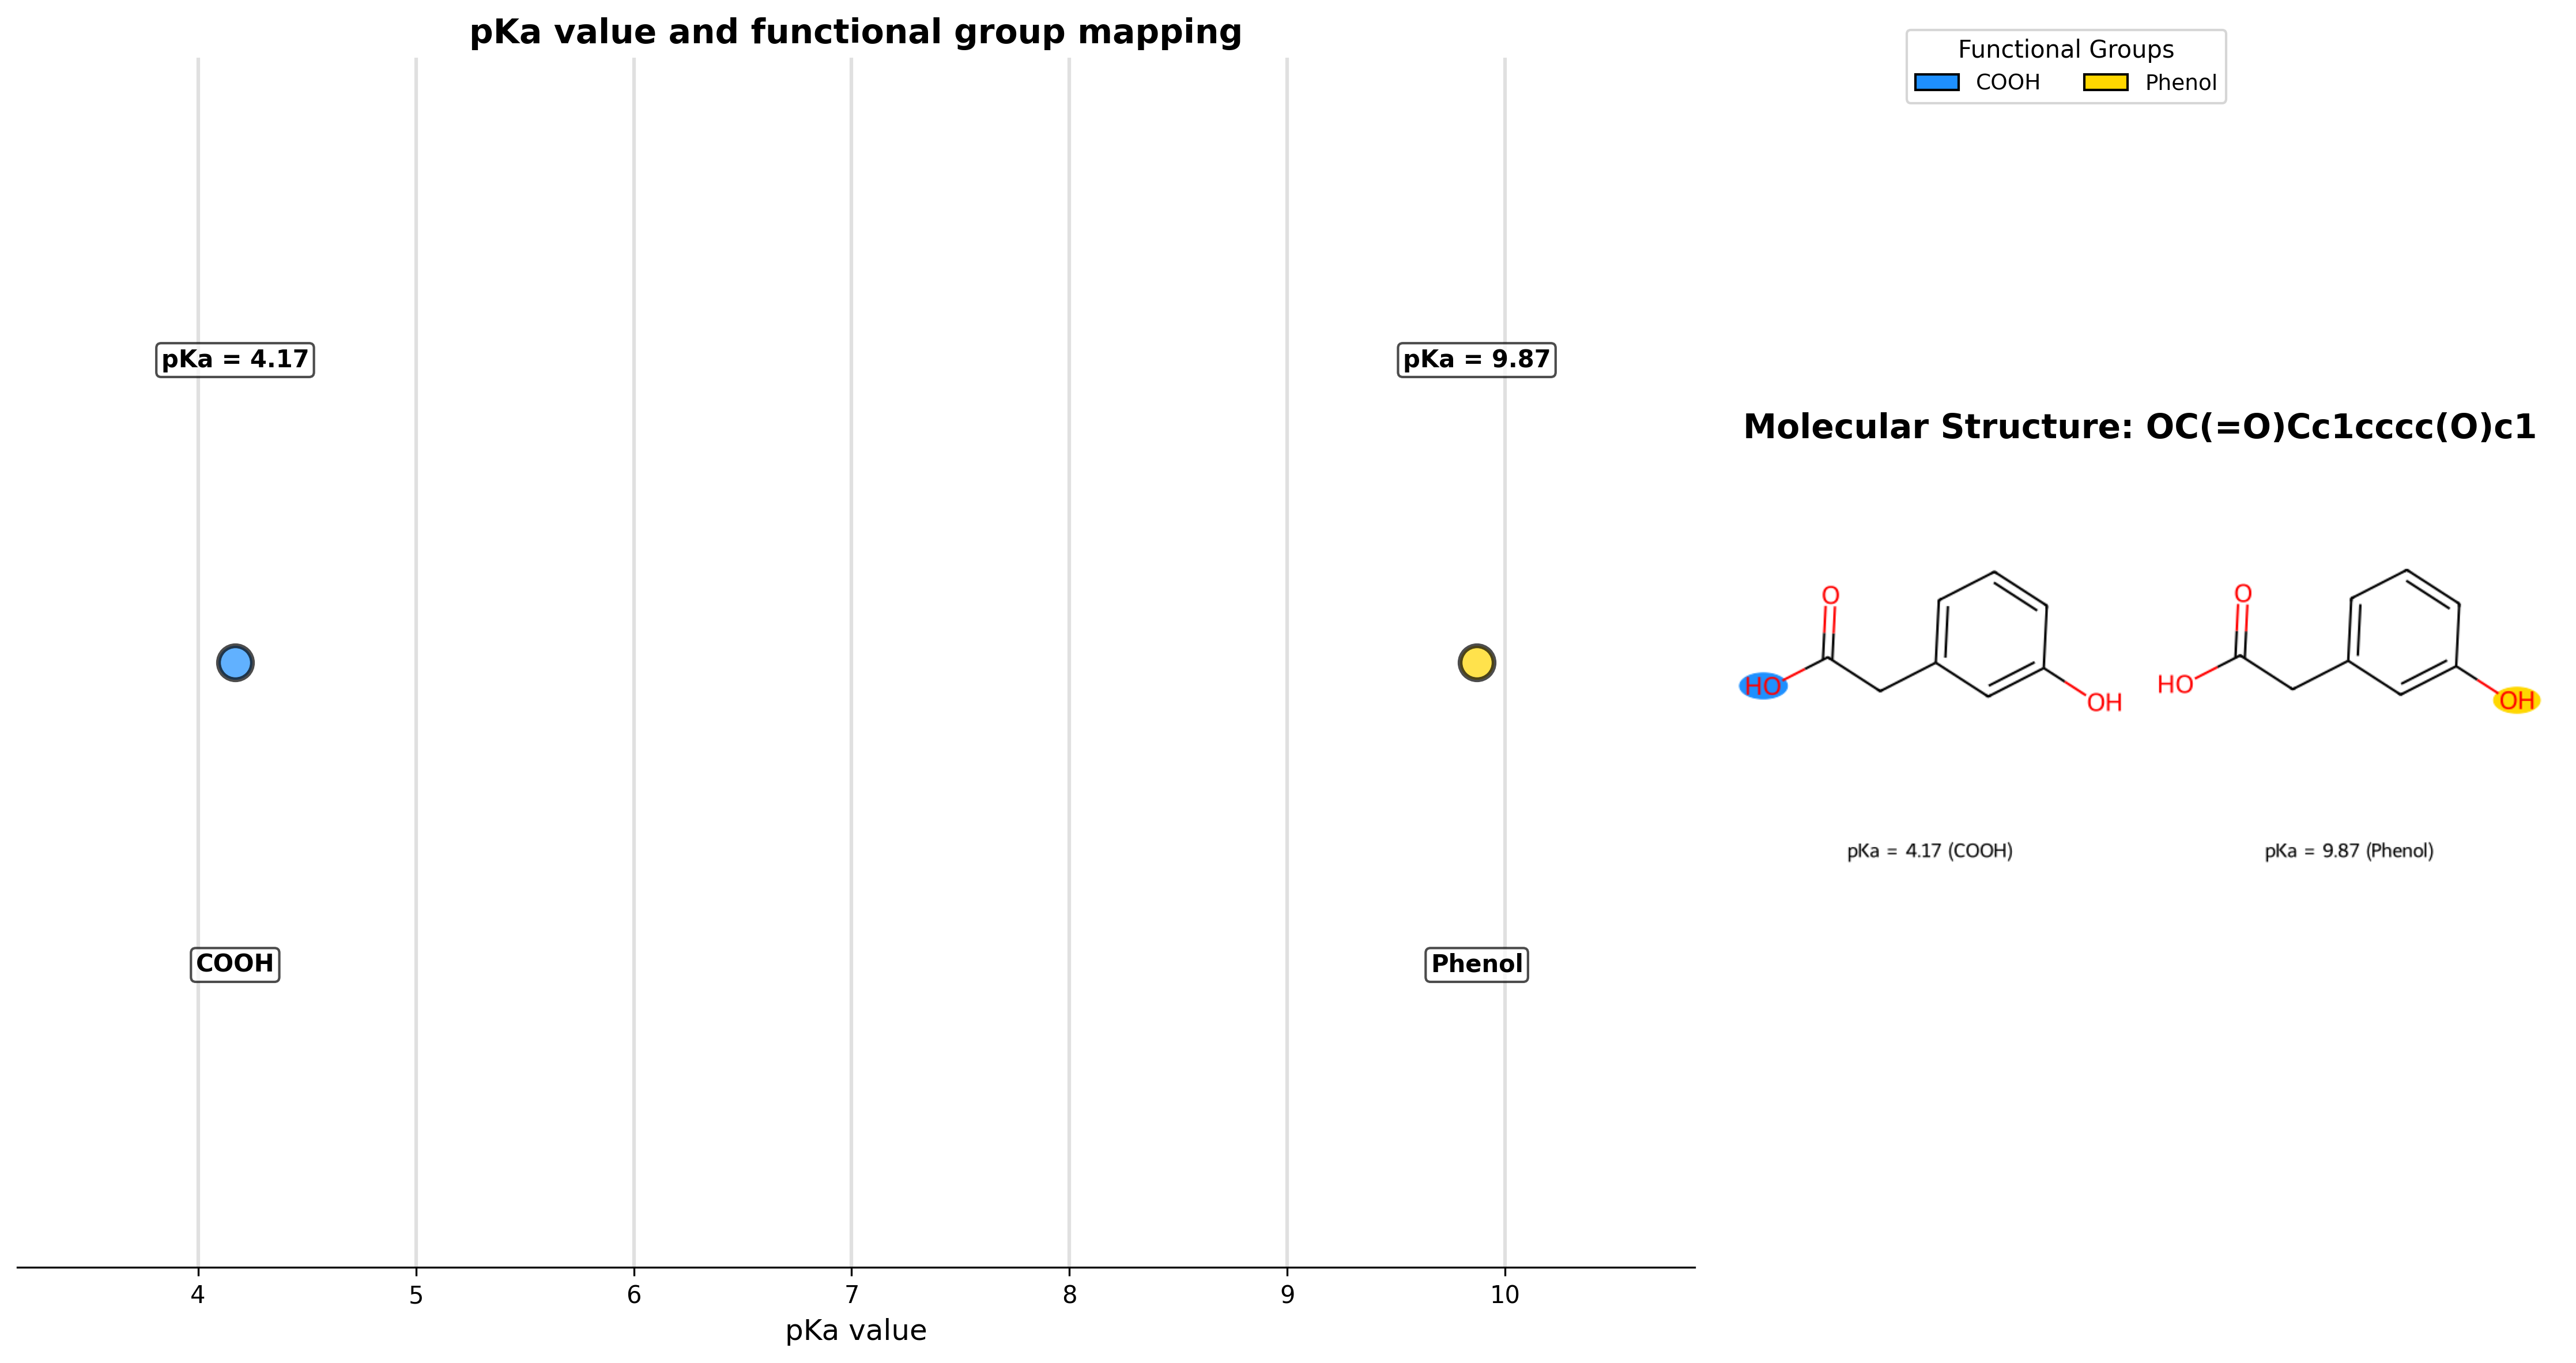 pKa value and functional group mapping
pKa = 4.17
pKa = 9.87
COOH
Phenol
4 5 6 7 8 9 10
pKa value
Functional Groups
COOH Phenol
Molecular Structure: OC(=O)Cc1cccc(O)c1
O
HO
OH
pKa = 4.17 (COOH)
O
HO
OH
pKa = 9.87 (Phenol)